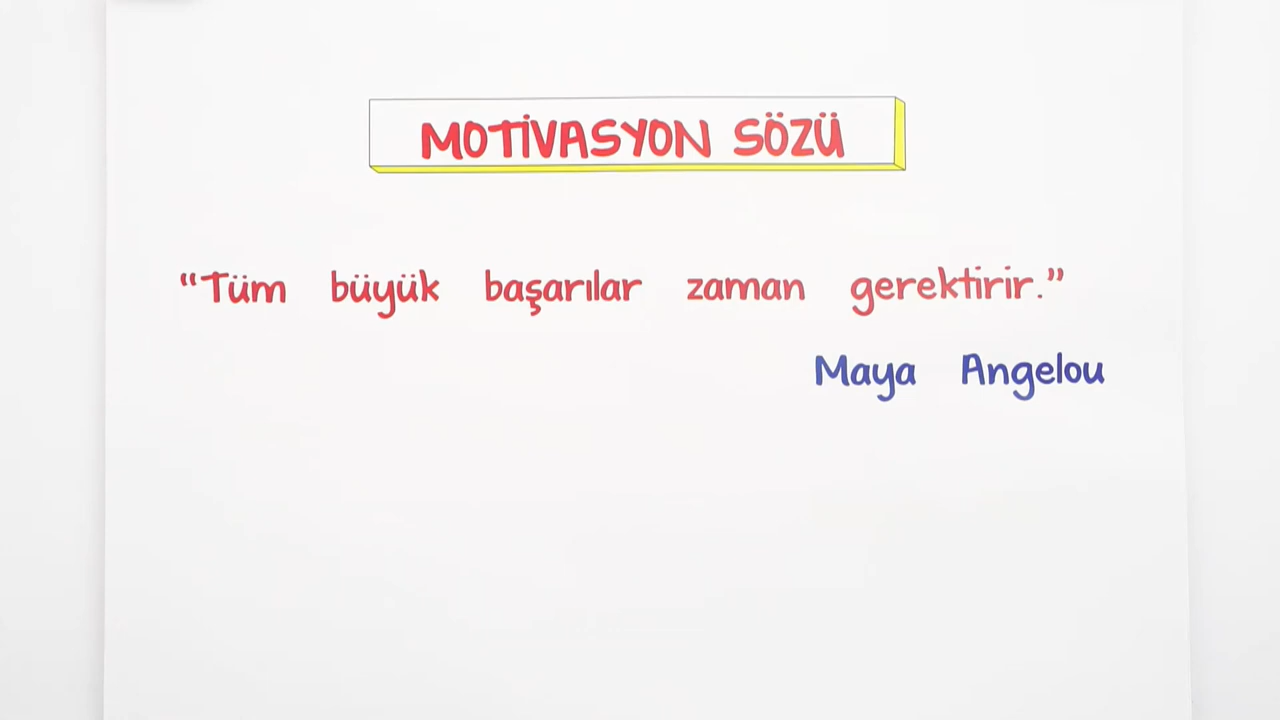 MOTİVASYON SÖZÜ
“Tüm büyük başarılar zaman gerektirir.”
Maya Angelou